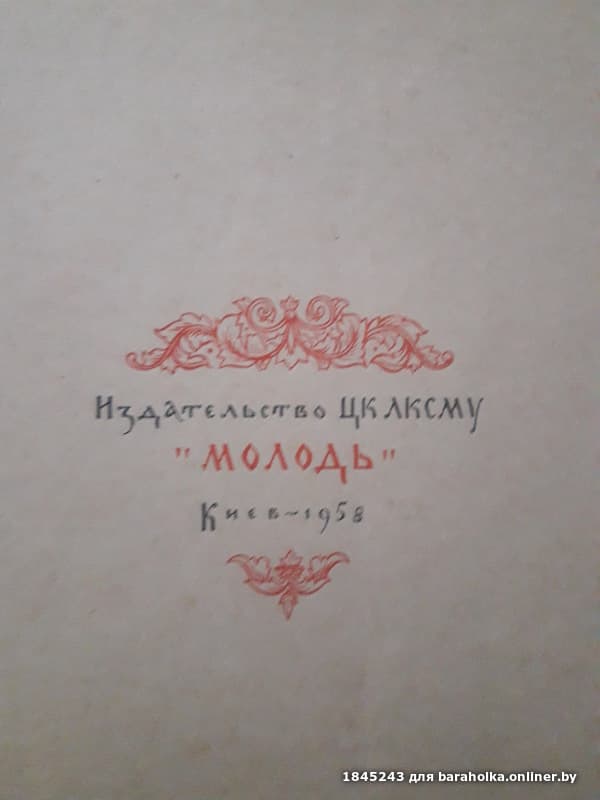 Издательство ЦК ЛКСМУ
"МОЛОДЬ"
Киев-1958
1845243 для baraholka.onliner.by